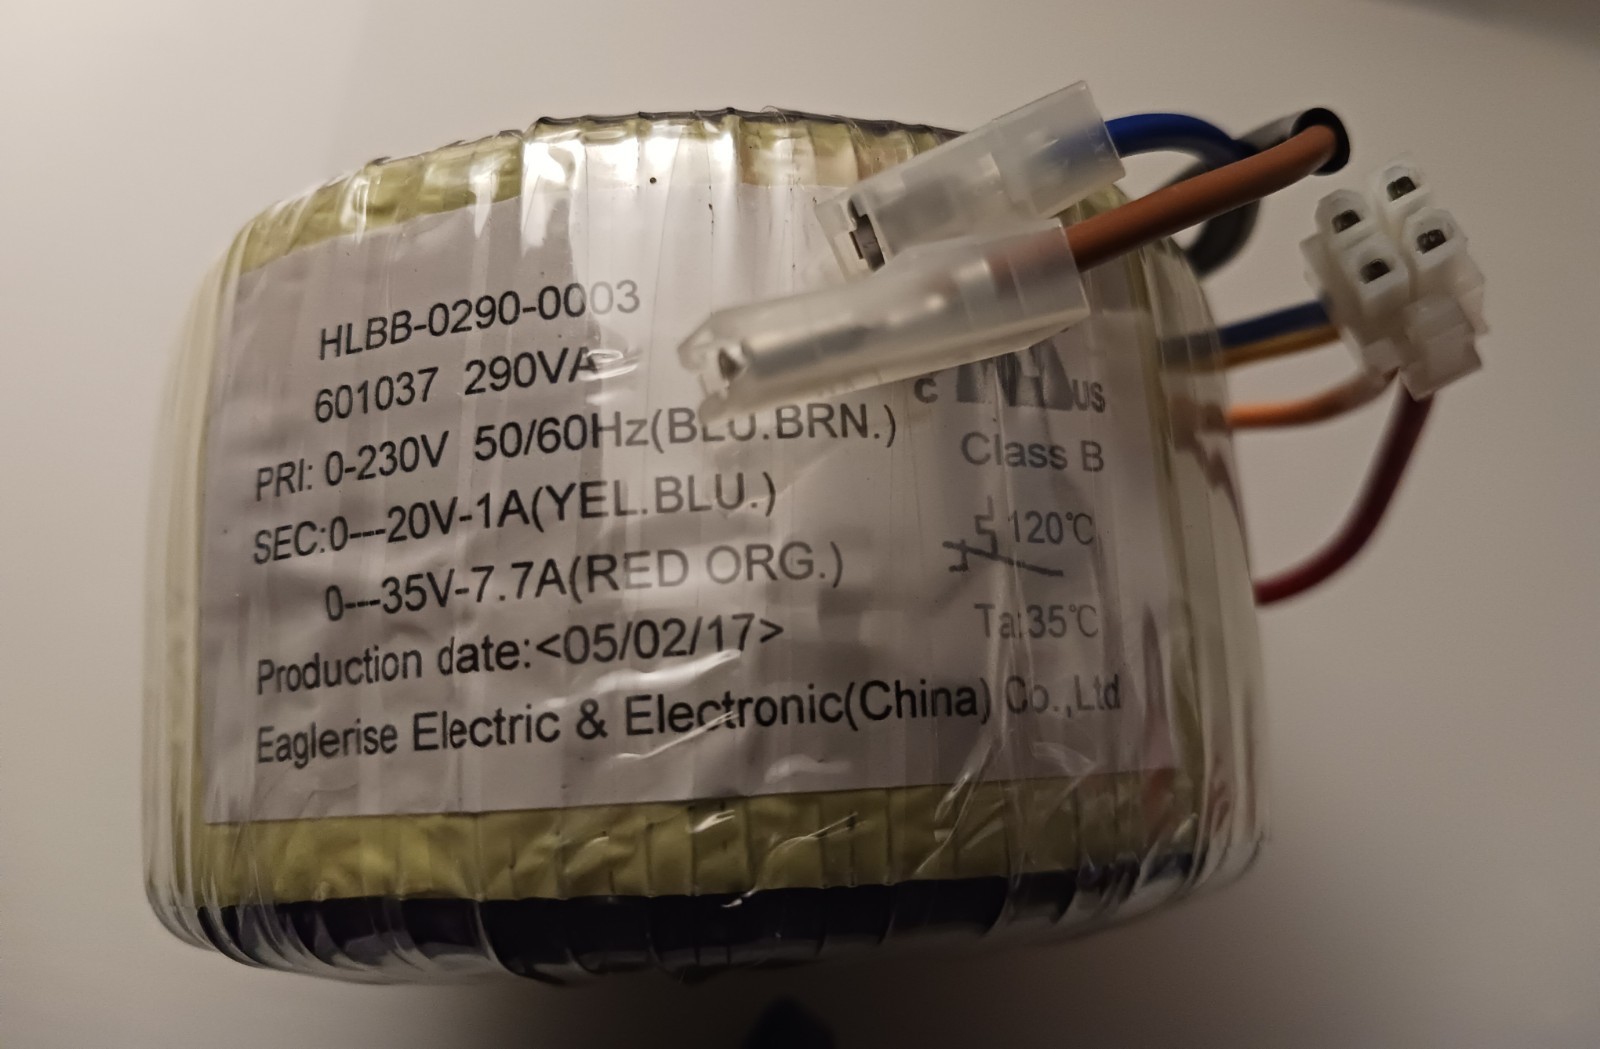 HLBB-0290-0003
601037 290VA
PRI: 0-230V 50/60Hz(BLU.BRN.)
SEC:0---20V-1A(YEL.BLU.)
0---35V-7.7A(RED ORG.)
Production date:<05/02/17>
Eaglerise Electric & Electronic(China) Co.,Ltd
c US
Class B
120℃
Ta:35℃